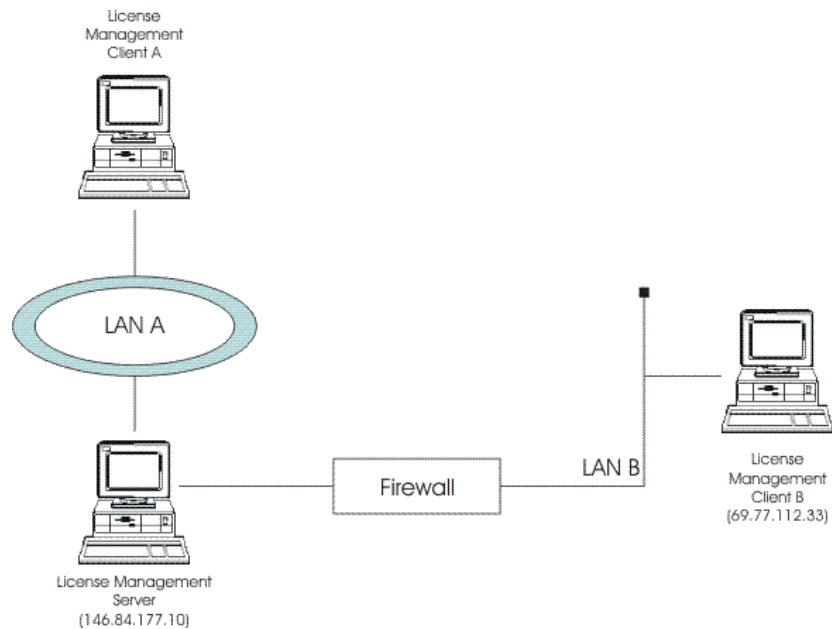 License
Management
Client A
LAN A
Firewall
LAN B
License
Management
Client B
(69.77.112.33)
License Management
Server
(146.84.177.10)